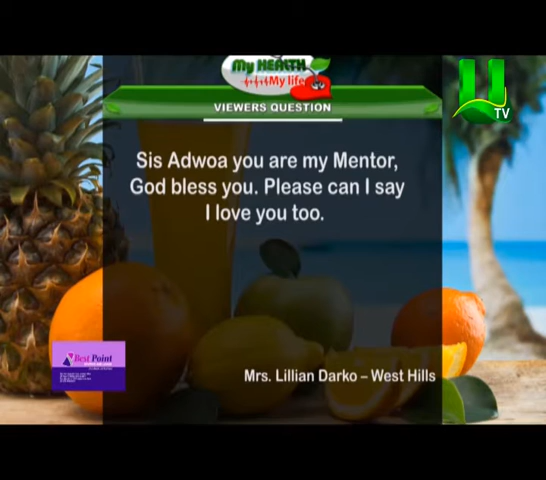 My HEALTH
My life
U
TV
VIEWERS QUESTION
Sis Adwoa you are my Mentor,
God bless you. Please can I say
I love you too.
Best Point
Mrs. Lillian Darko – West Hills